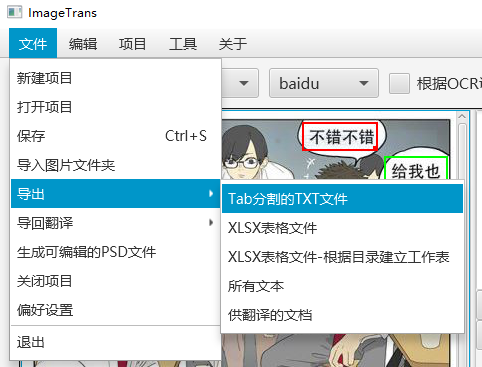 ImageTrans
文件 编辑 项目 工具 关于
baidu 根据OCR
新建项目
打开项目
保存 Ctrl+S
导入图片文件夹
导出
导回翻译
生成可编辑的PSD文件
关闭项目
偏好设置
退出
Tab分割的TXT文件
XLSX表格文件
XLSX表格文件-根据目录建立工作表
所有文本
供翻译的文档
不错不错
给我也